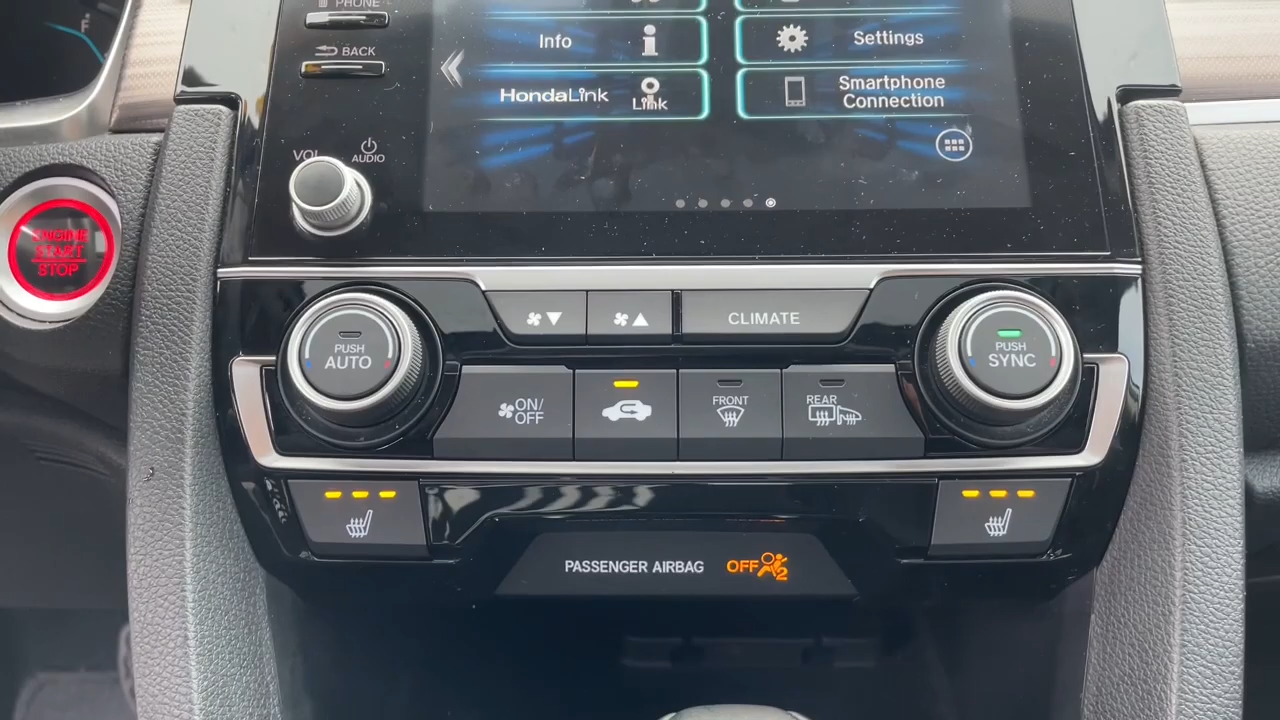 F
PHONE
BACK
Info
Settings
HondaLink
Link
Smartphone
Connection
VOL
AUDIO
ENGINE
START
STOP
CLIMATE
PUSH
AUTO
PUSH
SYNC
ON/
OFF
FRONT
REAR
PASSENGER AIRBAG
OFF
2